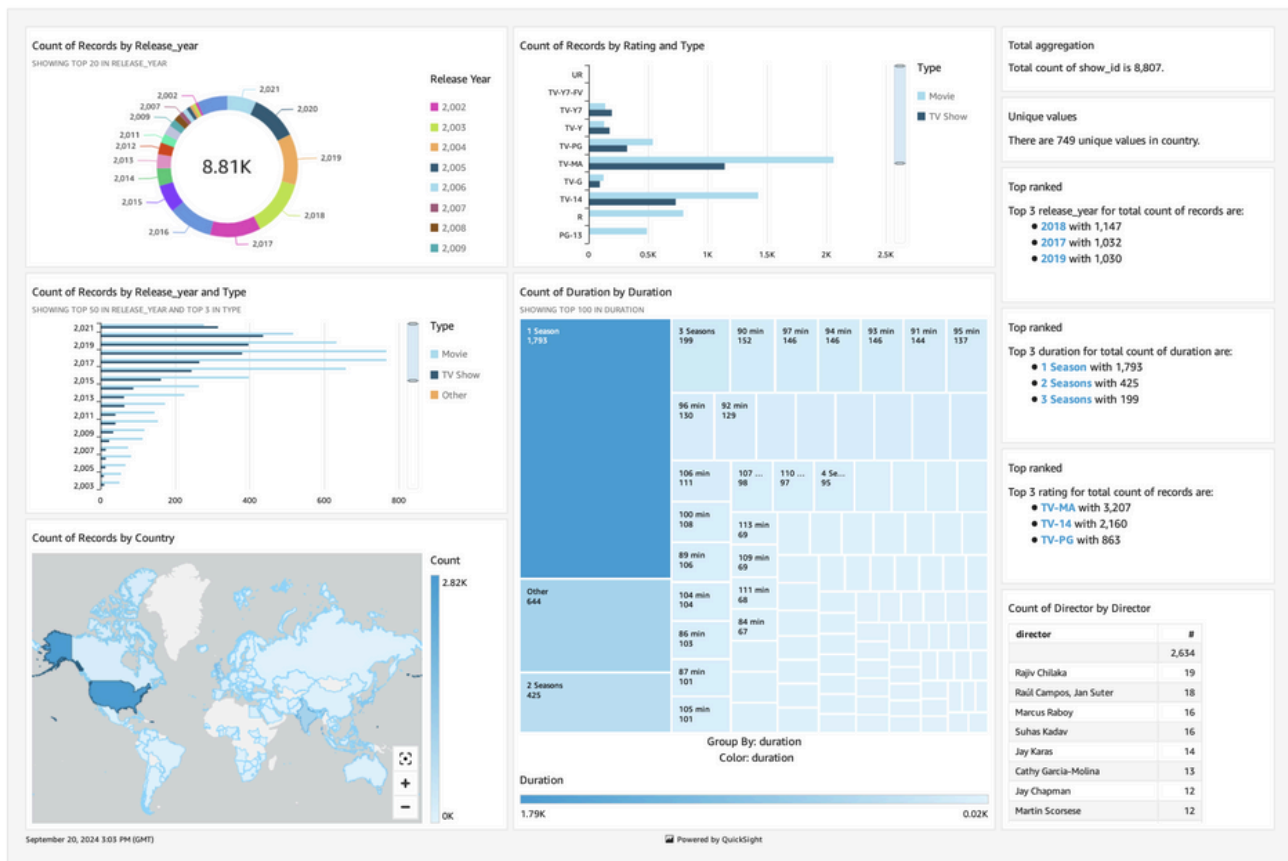 Count of Records by Release_year
SHOWING TOP 20 IN RELEASE_YEAR
2,002
2,007
2,009
2,011
2,012
2,013
2,014
2,015
2,016
2,017
2,018
2,019
2,020
2,021
8.81K
Release Year
2,002
2,003
2,004
2,005
2,006
2,007
2,008
2,009
Count of Records by Rating and Type
UR
TV-Y7-FV
TV-Y7
TV-Y
TV-PG
TV-MA
TV-G
TV-14
R
PG-13
0
0.5K
1K
1.5K
2K
2.5K
Type
Movie
TV Show
Total aggregation
Total count of show_id is 8,807.
Unique values
There are 749 unique values in country.
Top ranked
Top 3 release_year for total count of records are:
2018 with 1,147
2017 with 1,032
2019 with 1,030
Count of Records by Release_year and Type
SHOWING TOP 50 IN RELEASE_YEAR AND TOP 3 IN TYPE
2,021
2,019
2,017
2,015
2,013
2,011
2,009
2,007
2,005
2,003
0
200
400
600
800
Type
Movie
TV Show
Other
Count of Duration by Duration
SHOWING TOP 100 IN DURATION
1 Season
1,793
Other
644
2 Seasons
425
3 Seasons
199
90 min
152
97 min
146
94 min
146
93 min
146
91 min
144
95 min
137
96 min
130
92 min
129
106 min
111
107 ...
98
110 ...
97
4 Se...
95
100 min
108
113 min
69
89 min
106
109 min
69
104 min
104
111 min
68
86 min
103
84 min
67
87 min
101
105 min
101
Group By: duration
Color: duration
Duration
1.79K
0.02K
Top ranked
Top 3 duration for total count of duration are:
1 Season with 1,793
2 Seasons with 425
3 Seasons with 199
Top ranked
Top 3 rating for total count of records are:
TV-MA with 3,207
TV-14 with 2,160
TV-PG with 863
Count of Records by Country
Count
2.82K
0K
Count of Director by Director
director #
2,634
Rajiv Chilaka 19
Raúl Campos, Jan Suter 18
Marcus Raboy 16
Suhas Kadav 16
Jay Karas 14
Cathy Garcia-Molina 13
Jay Chapman 12
Martin Scorsese 12
September 20, 2024 3:03 PM (GMT)
Powered by QuickSight